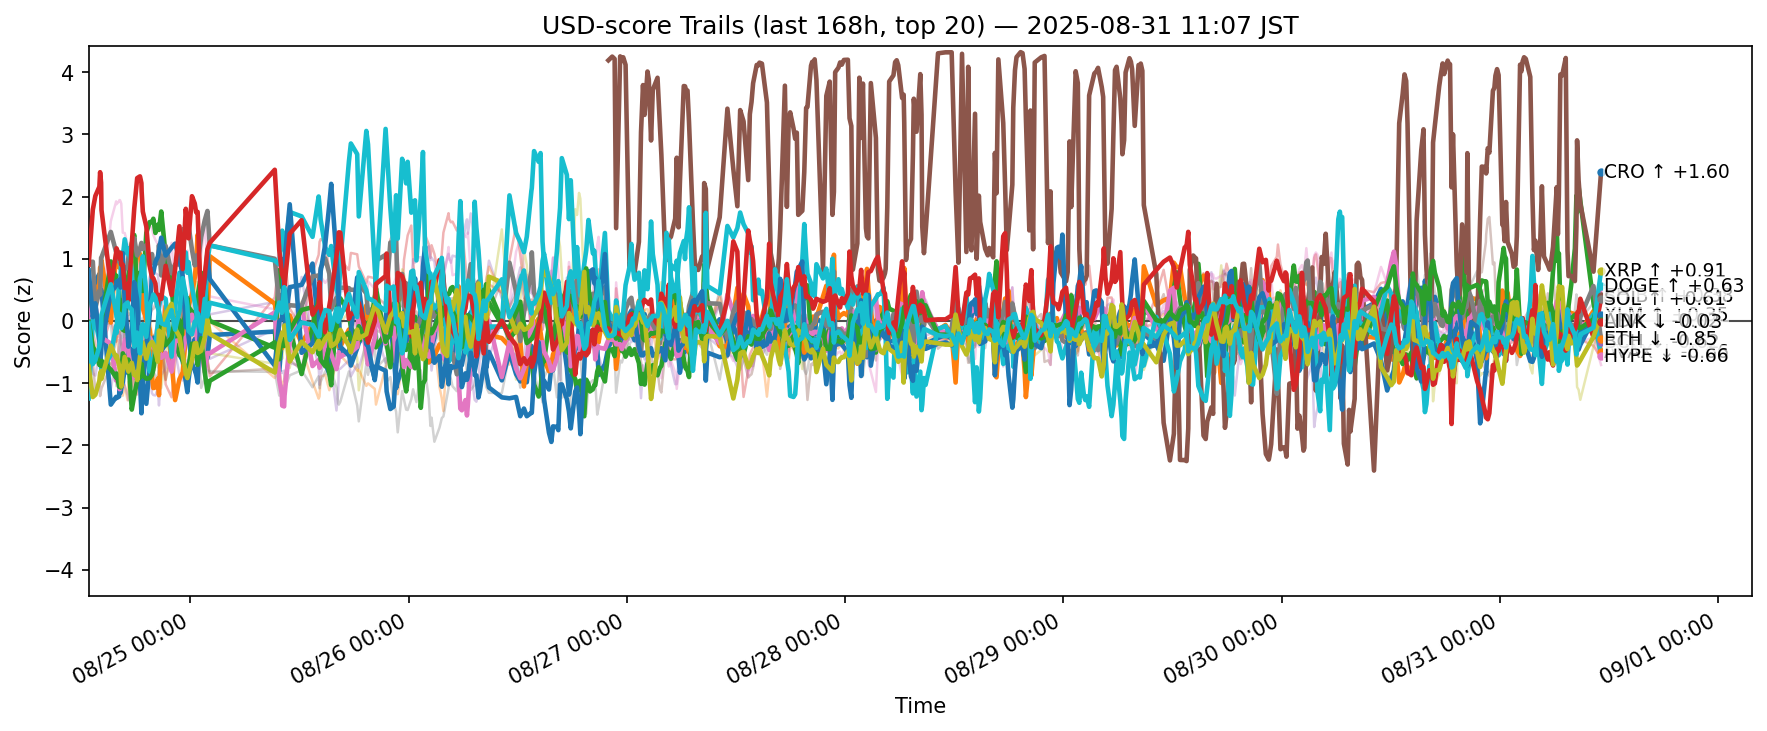 USD-score Trails (last 168h, top 20) — 2025-08-31 11:07 JST
Score (z)
4
3
2
1
0
−1
−2
−3
−4
CRO ↑ +1.60
XRP ↑ +0.91
DOGE ↑ +0.63
SOL ↑ +0.61
LINK ↓ -0.03
ETH ↓ -0.85
HYPE ↓ -0.66
08/25 00:00
08/26 00:00
08/27 00:00
08/28 00:00
08/29 00:00
08/30 00:00
08/31 00:00
09/01 00:00
Time